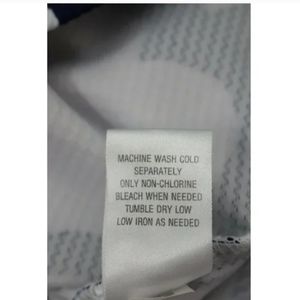 MACHINE WASH COLD
SEPARATELY
ONLY NON-CHLORINE
BLEACH WHEN NEEDED
TUMBLE DRY LOW
LOW IRON AS NEEDED